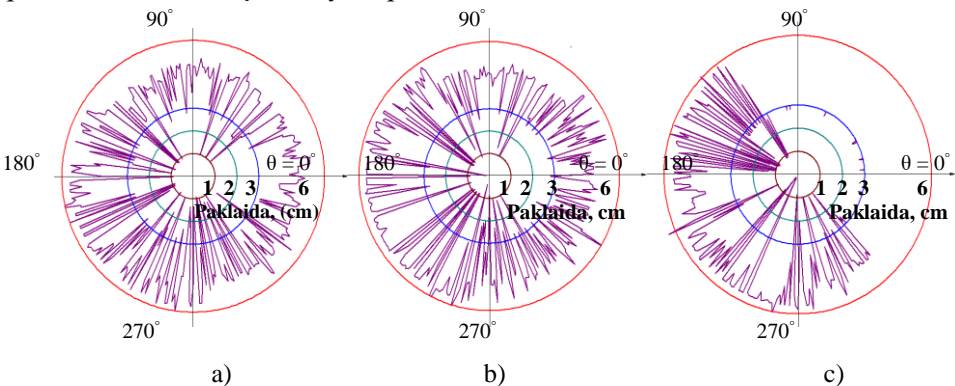 90°
90°
90°
180°
θ = 0°
1 2 3 6
Paklaida, (cm)
270°
180°
θ = 0°
1 2 3 6
Paklaida, cm
270°
180
θ = 0°
1 2 3 6
Paklaida, cm
270°
a)
b)
c)